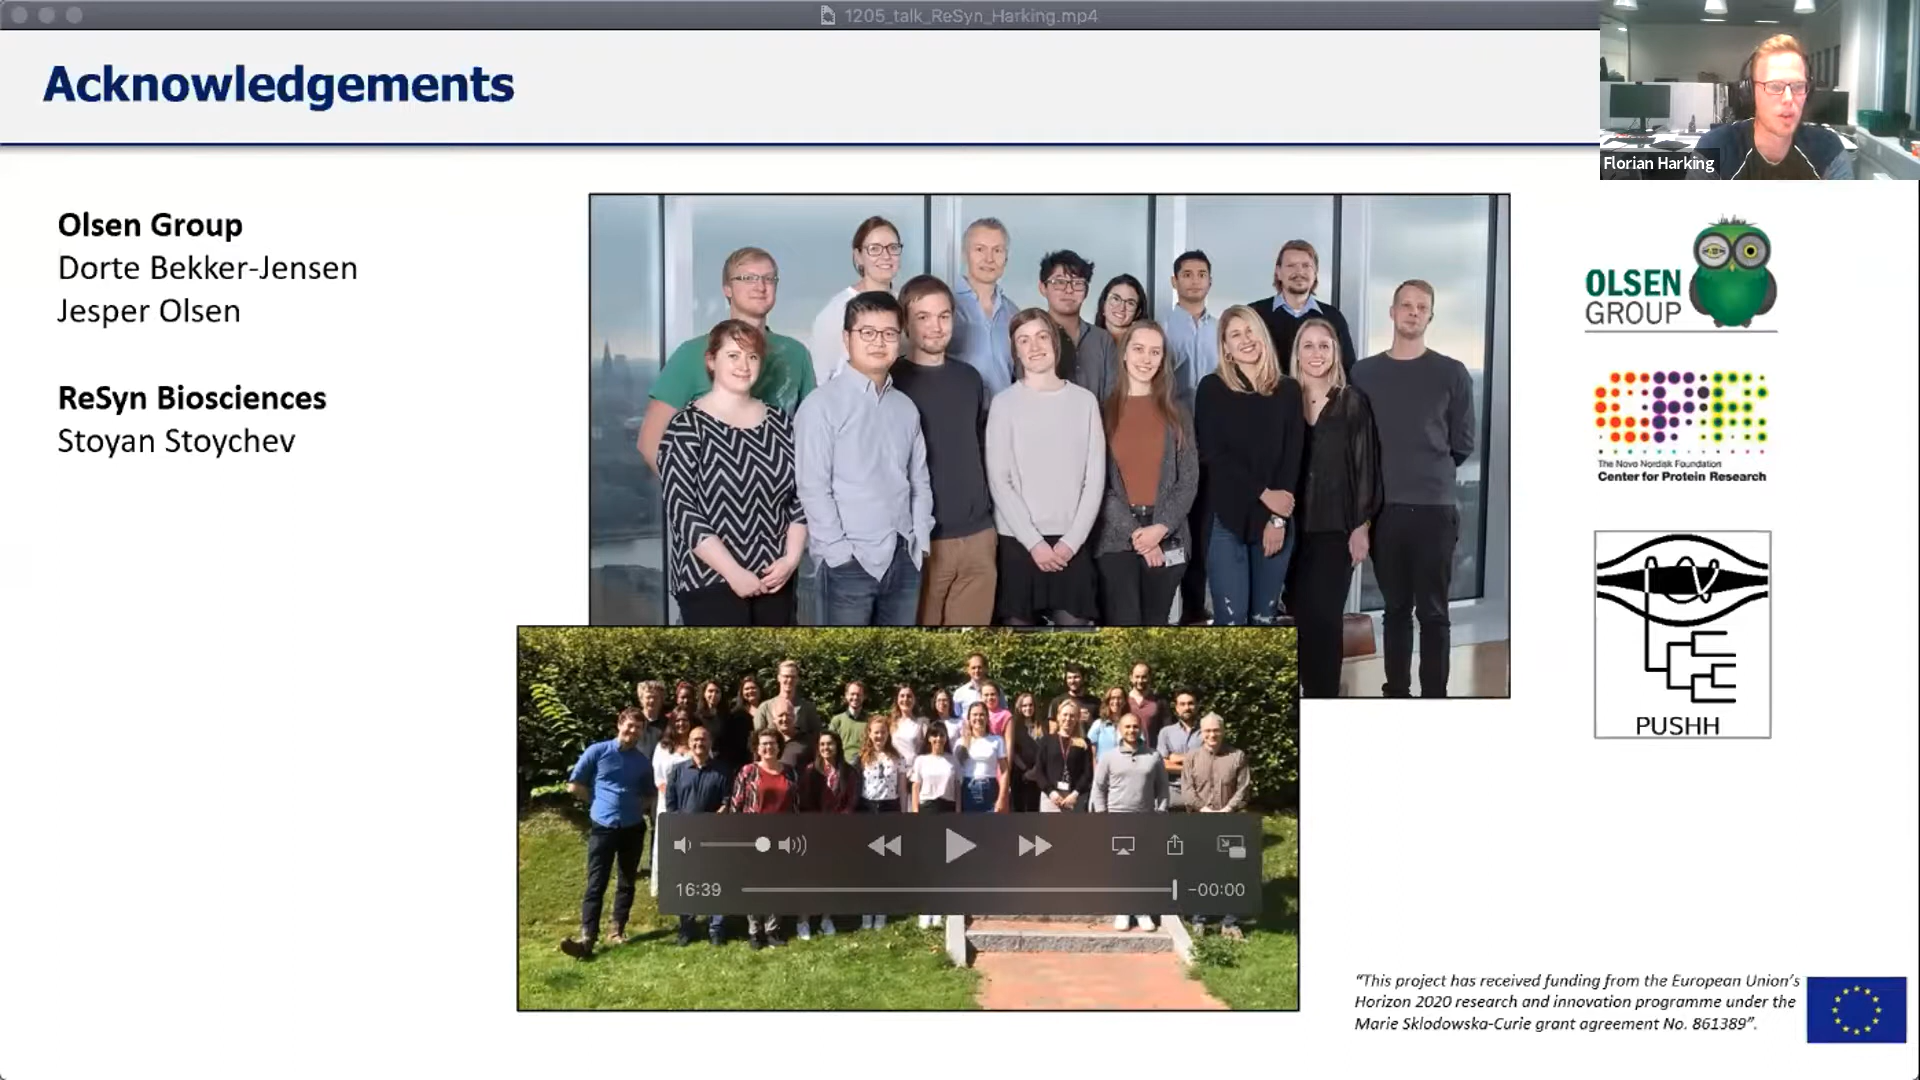 1205_talk_ReSyn_Harking.mp4
Acknowledgements
Florian Harking
Olsen Group
Dorte Bekker-Jensen
Jesper Olsen
ReSyn Biosciences
Stoyan Stoychev
OLSEN
GROUP
CPR
The Novo Nordisk Foundation
Center for Protein Research
PUSHH
16:39
-00:00
“This project has received funding from the European Union’s
Horizon 2020 research and innovation programme under the
Marie Sklodowska-Curie grant agreement No. 861389”.